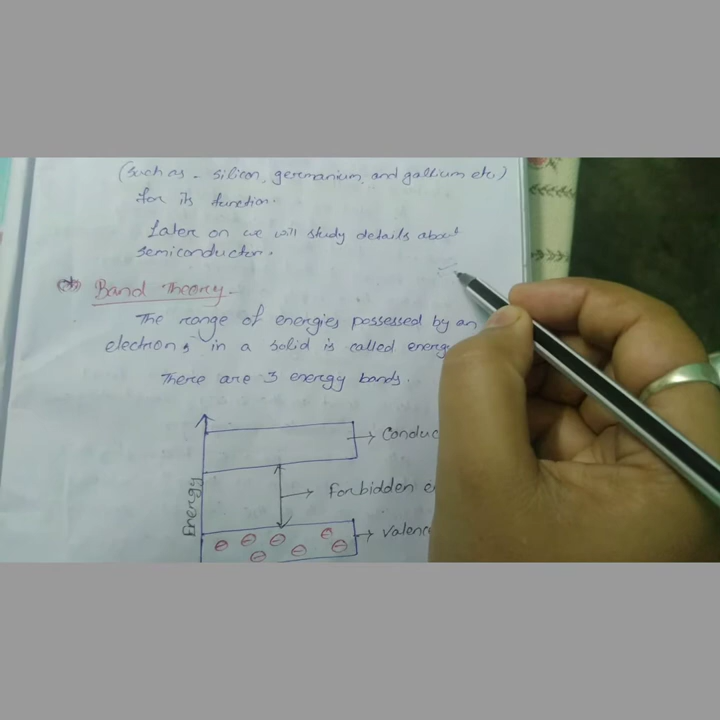 (such as - silicon, germanium, and gallium etc)
for its function.
Later on we will study details about
semiconductor.
Band Theory -
The range of energies possessed by an
electrons in a solid is called energ
There are 3 energy bands.
Energy
Conduc
forbidden e
valenc